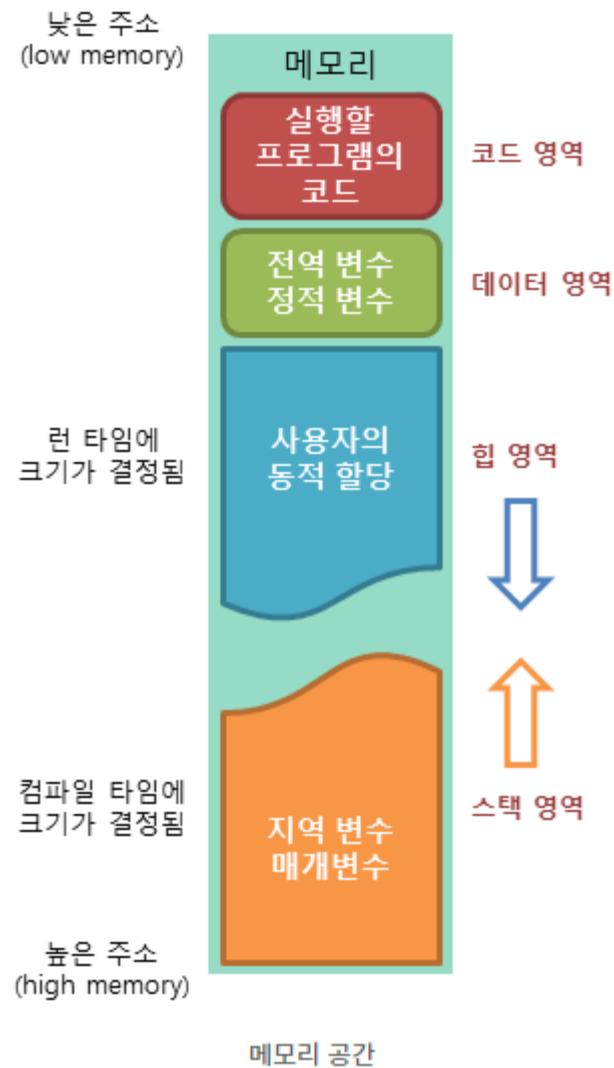 낮은 주소
(low memory)
메모리
실행할
프로그램의
코드
코드 영역
전역 변수
정적 변수
데이터 영역
런 타임에
크기가 결정됨
사용자의
동적 할당
힙 영역
컴파일 타임에
크기가 결정됨
지역 변수
매개변수
스택 영역
높은 주소
(high memory)
메모리 공간